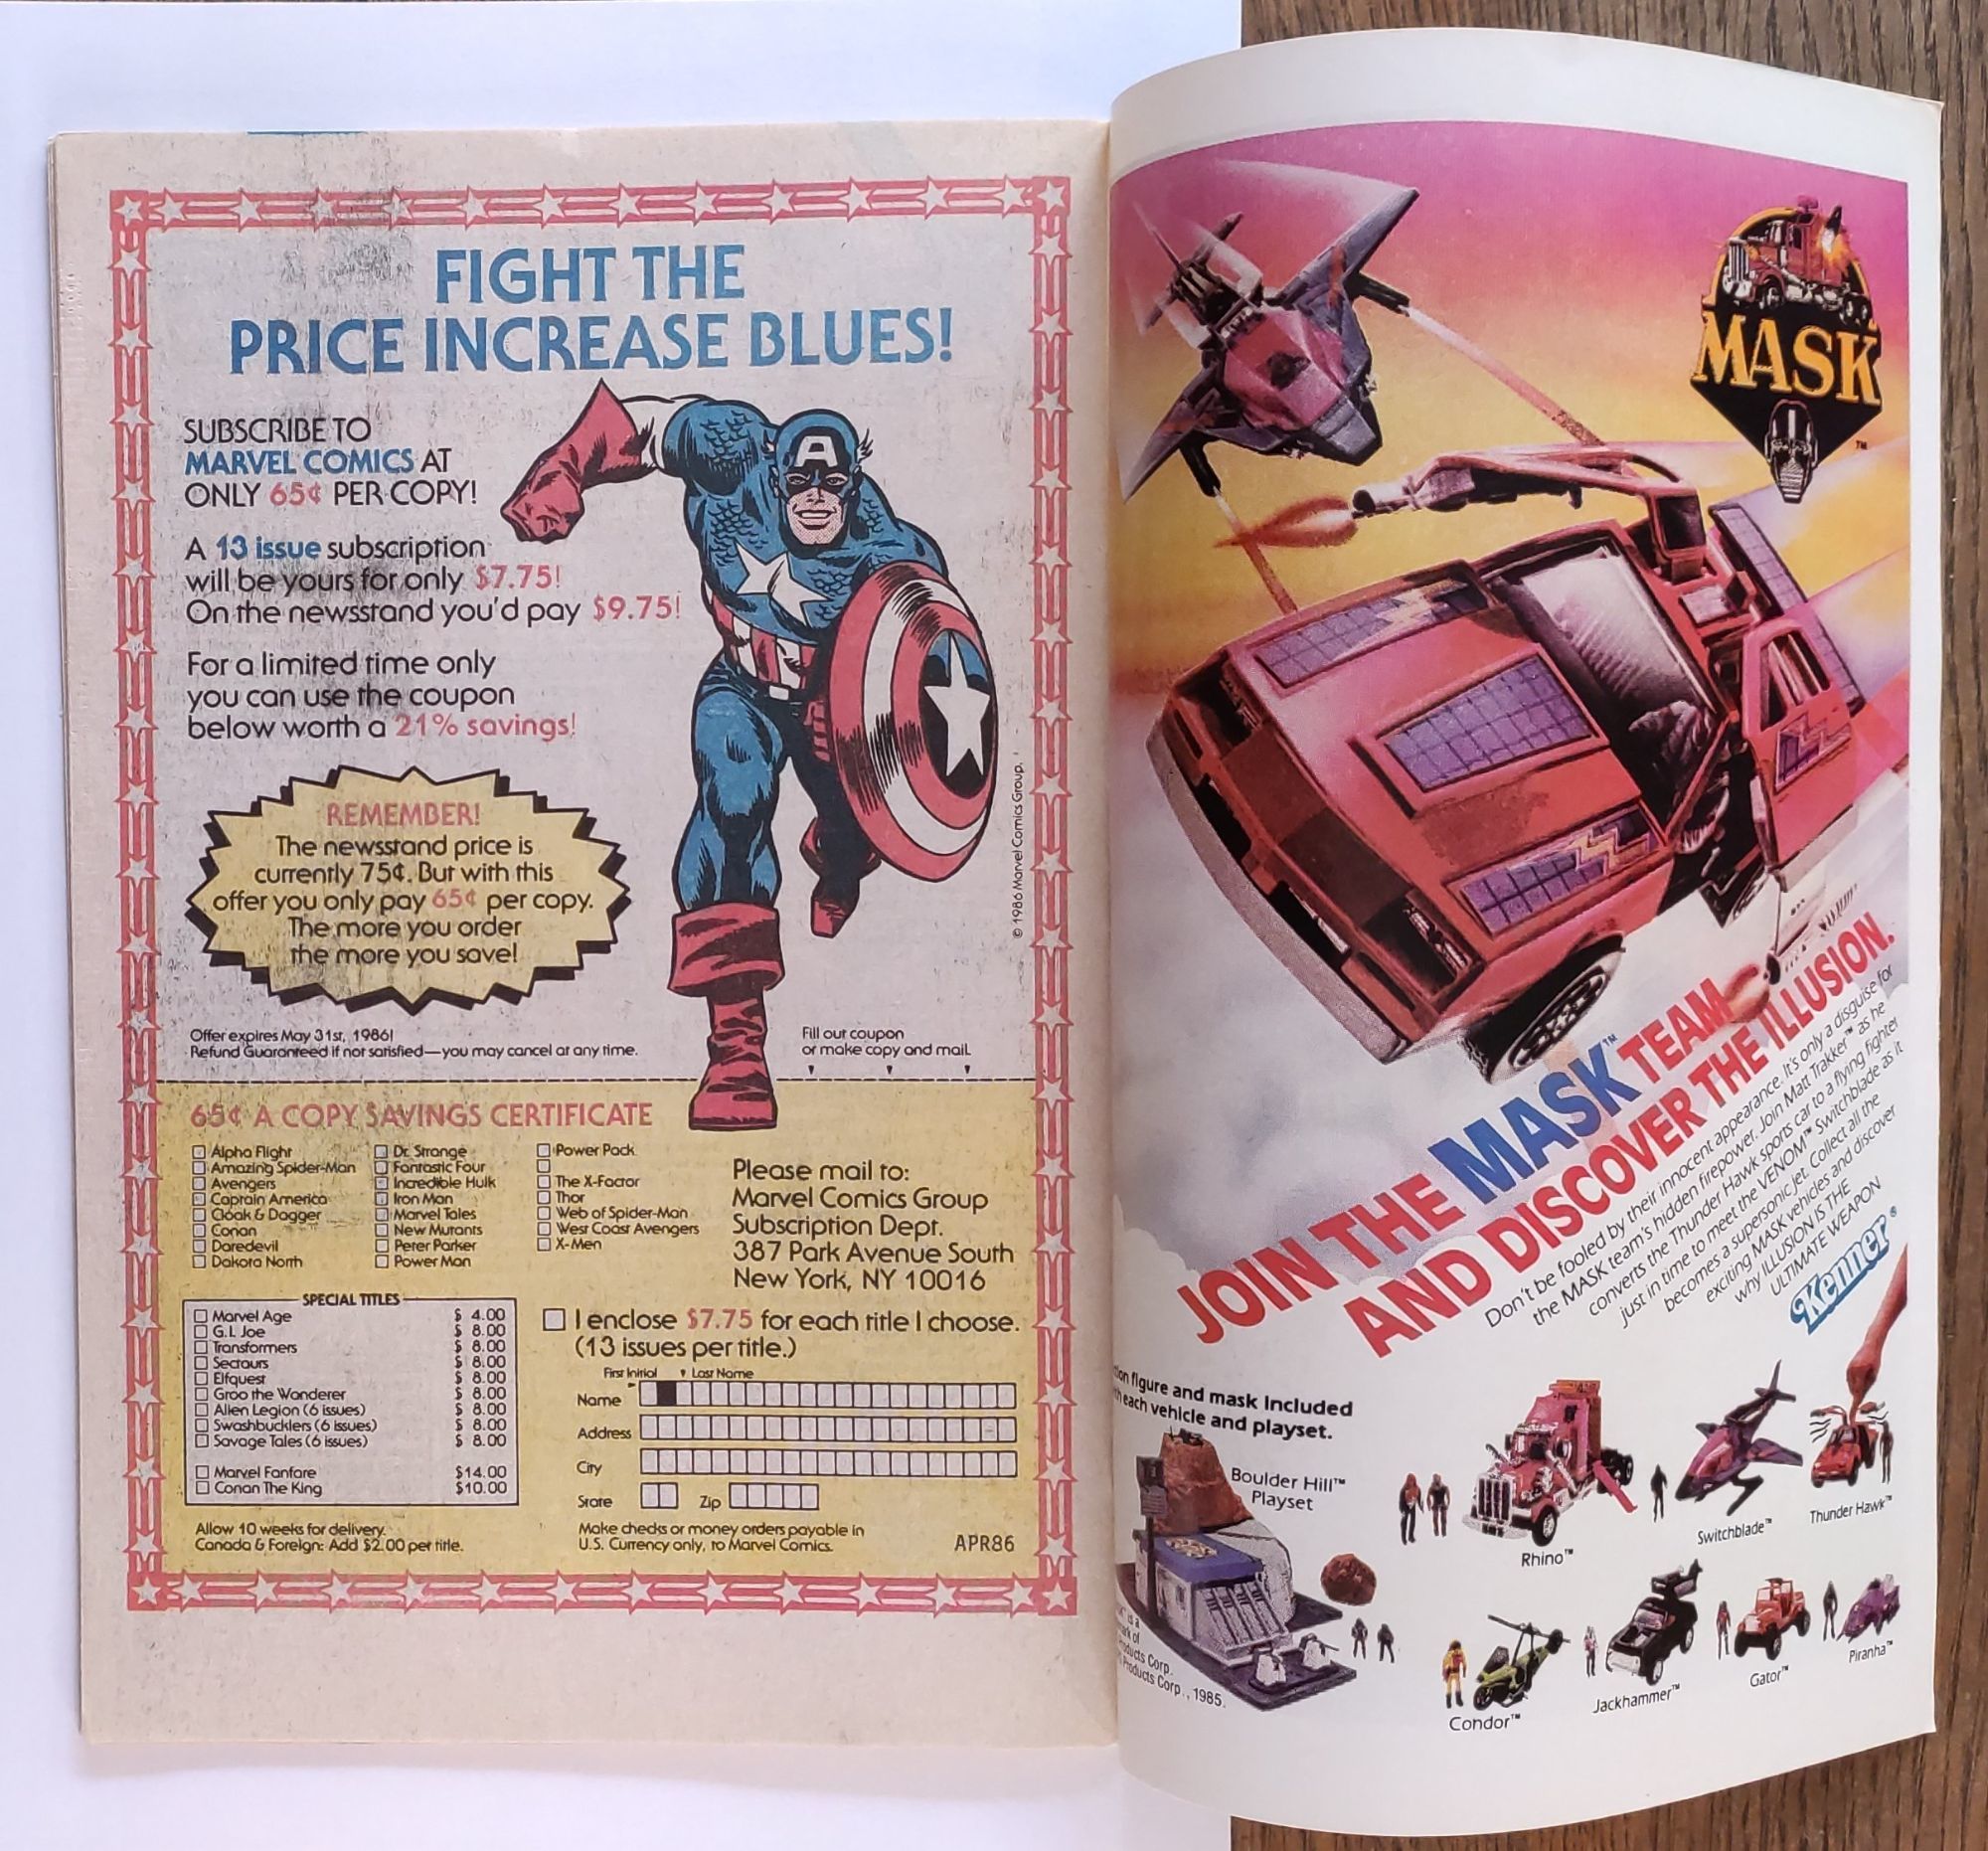 FIGHT THE
PRICE INCREASE BLUES!
SUBSCRIBE TO
MARVEL COMICS AT
ONLY 65¢ PER COPY!
A 13 issue subscription
will be yours for only $7.75!
On the newsstand you'd pay $9.75!
For a limited time only
you can use the coupon
below worth a 21% savings!
REMEMBER!
The newsstand price is
currently 75¢. But with this
offer you only pay 65¢ per copy.
The more you order
the more you save!
A
© 1986 Marvel Comics Group.
Offer expires May 31st, 1986!
Refund Guaranteed if not satisfied—you may cancel at any time.
Fill out coupon
or make copy and mail.
65¢ A COPY SAVINGS CERTIFICATE
Alpha Flight
Amazing Spider-Man
Avengers
Captain America
Cloak & Dagger
Conan
Daredevil
Dakota North
Dr. Strange
Fantastic Four
Incredible Hulk
Iron Man
Marvel Tales
New Mutants
Peter Parker
Power Man
Power Pack
The X-Factor
Thor
Web of Spider-Man
West Coast Avengers
X-Men
Please mail to:
Marvel Comics Group
Subscription Dept.
387 Park Avenue South
New York, NY 10016
SPECIAL TITLES
Marvel Age $ 4.00
G.I. Joe $ 8.00
Transformers $ 8.00
Sectaurs $ 8.00
Elfquest $ 8.00
Groo the Wanderer $ 8.00
Alien Legion (6 issues) $ 8.00
Swashbucklers (6 issues) $ 8.00
Savage Tales (6 issues) $ 8.00
Marvel Fanfare $14.00
Conan The King $10.00
I enclose $7.75 for each title I choose.
(13 issues per title.)
First Initial Last Name
Name
Address
City
State Zip
Allow 10 weeks for delivery.
Canada & Foreign: Add $2.00 per title.
Make checks or money orders payable in
U.S. Currency only, to Marvel Comics.
APR86
MASK
TM
JOIN THE MASK™ TEAM
AND DISCOVER THE ILLUSION.
Don't be fooled by their innocent appearance. It's only a disguise for
the MASK team's hidden firepower. Join Matt Trakker™ as he
converts the Thunder Hawk sports car to a flying fighter
just in time to meet the VENOM™ Switchblade as it
becomes a supersonic jet. Collect all the
exciting MASK vehicles and discover
why ILLUSION IS THE
ULTIMATE WEAPON
Kenner®
figure and mask included
each vehicle and playset.
Boulder Hill™
Playset
Rhino™
Switchblade™
Thunder Hawk™
Condor™
Jackhammer™
Gator™
Piranha™
is a
of
Products Corp.
Products Corp., 1985.